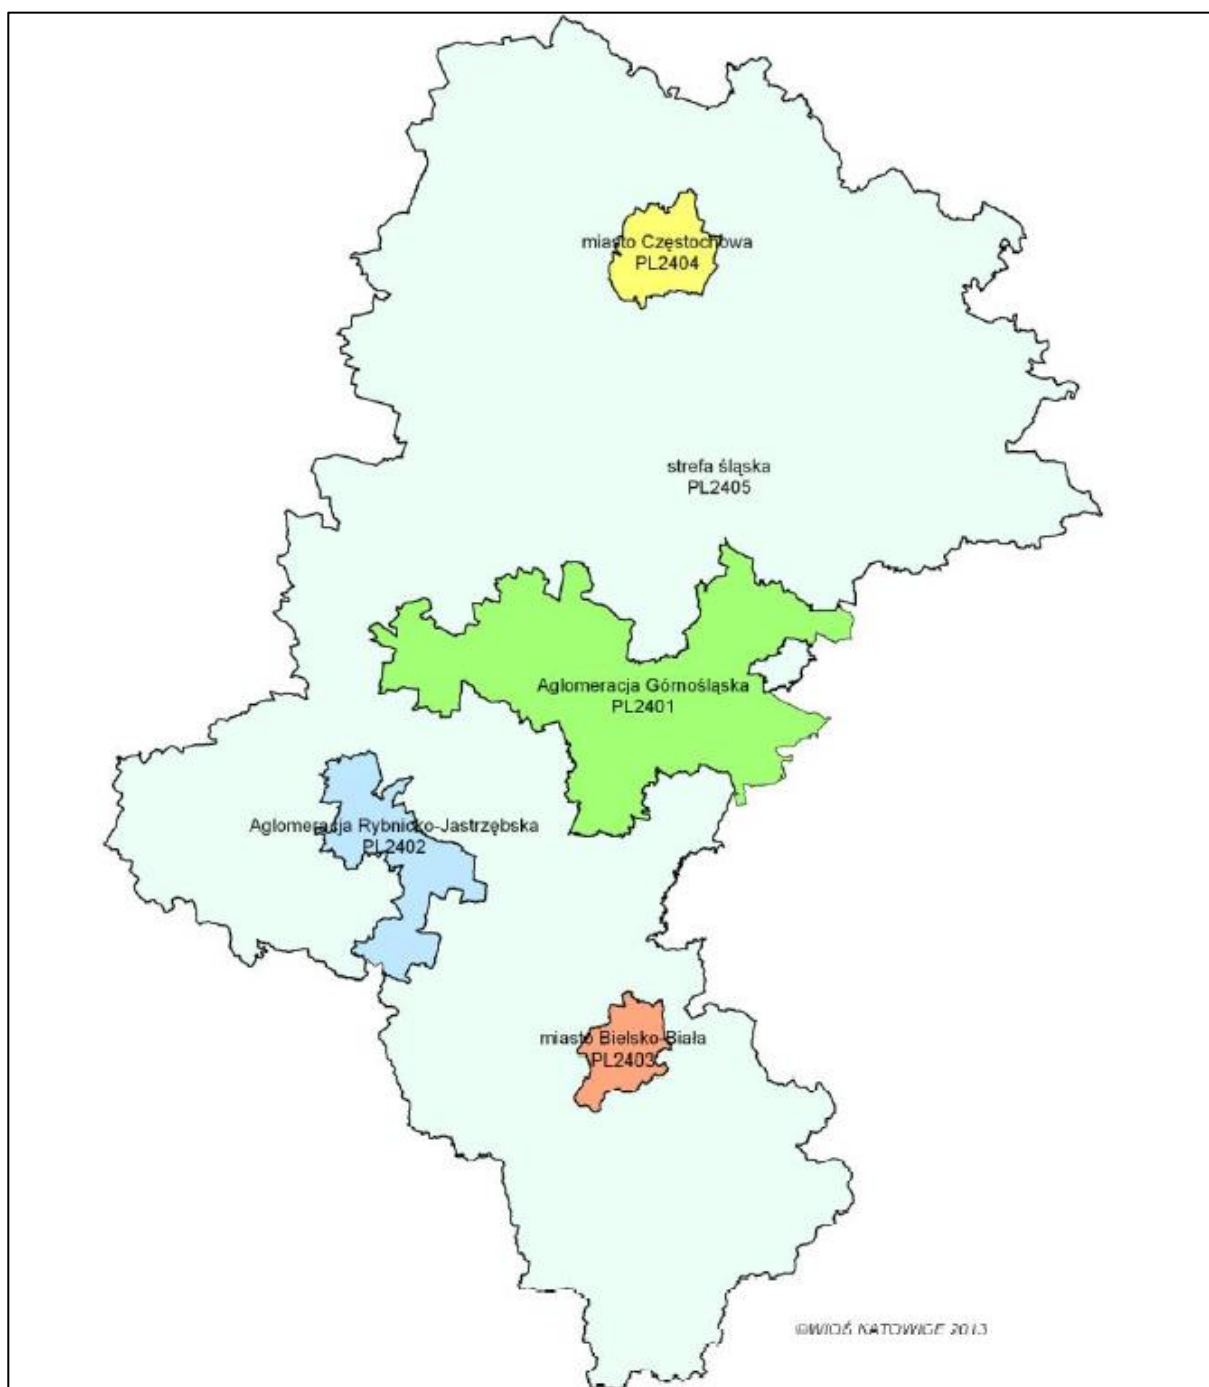 miasto Częstochowa
PL2404
strefa śląska
PL2405
Aglomeracja Górnośląska
PL2401
Aglomeracja Rybnicko-Jastrzębska
PL2402
miasto Bielsko-Biała
PL2403
©WIOŚ KATOWICE 2013